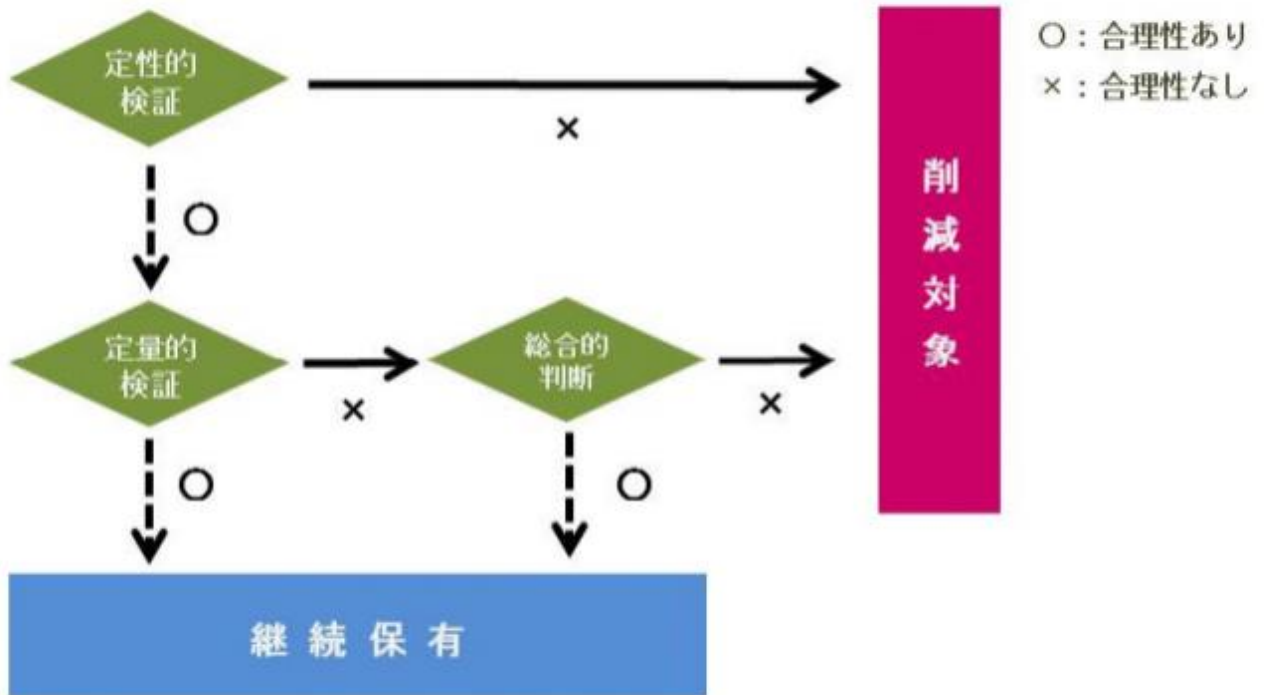 定性的
検証
○：合理性あり
×：合理性なし
×
○
削減対象
定量的
検証
×
総合的
判断
×
○
○
継続保有